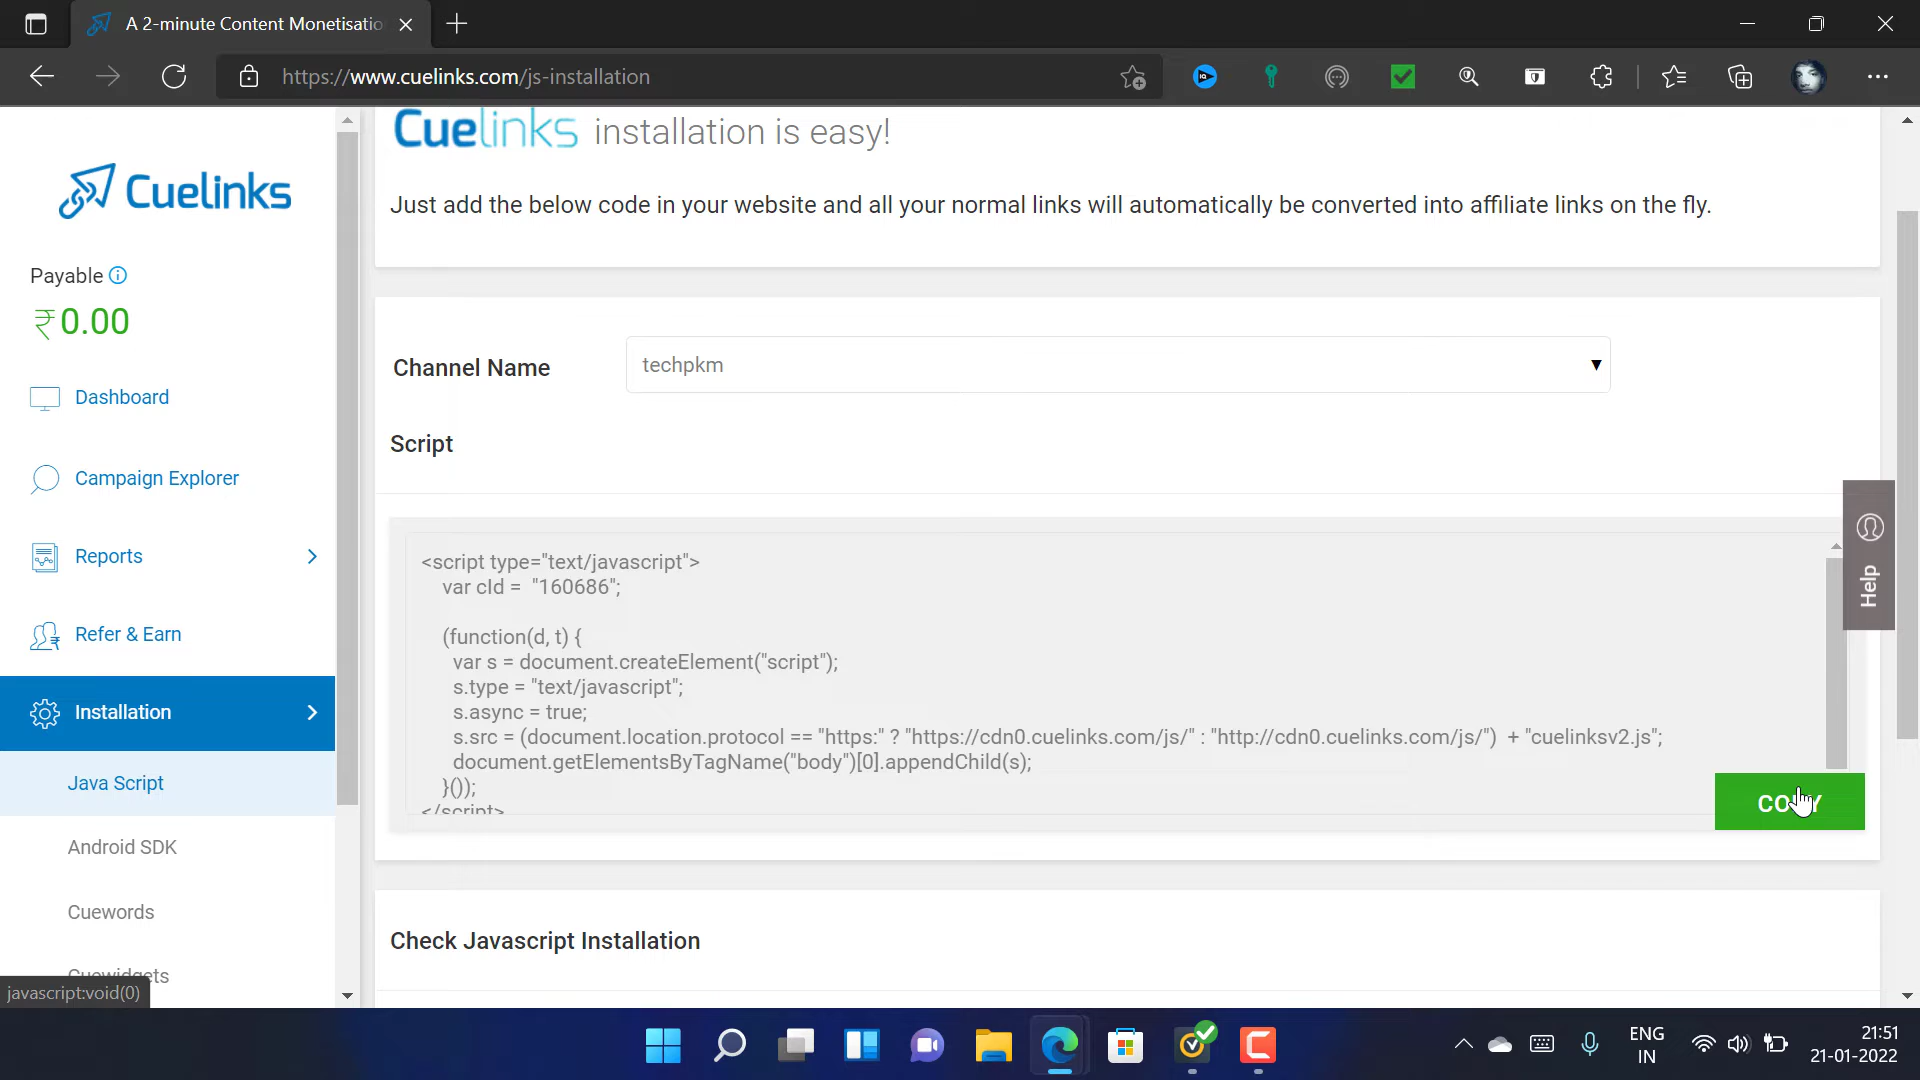 A 2-minute Content Monetisatio
https://www.cuelinks.com/js-installation
Cuelinks installation is easy!
Just add the below code in your website and all your normal links will automatically be converted into affiliate links on the fly.
Cuelinks
Payable
₹0.00
Dashboard
Campaign Explorer
Reports
Refer & Earn
Installation
Java Script
Android SDK
Cuewords
Cuewidgets
javascript:void(0)
Channel Name
techpkm
Script
<script type="text/javascript">
var cId = "160686";
(function(d, t) {
var s = document.createElement("script");
s.type = "text/javascript";
s.async = true;
s.src = (document.location.protocol == "https:" ? "https://cdn0.cuelinks.com/js/" : "http://cdn0.cuelinks.com/js/") + "cuelinksv2.js";
document.getElementsByTagName("body")[0].appendChild(s);
}());
</script>
COPY
Help
Check Javascript Installation
ENG
IN
21:51
21-01-2022